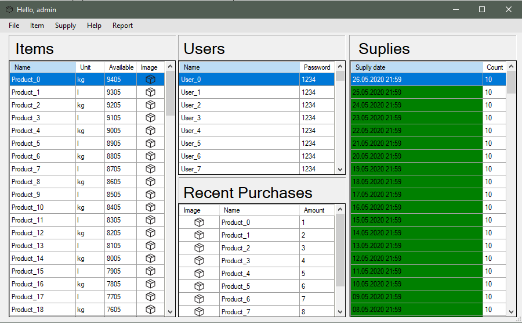 Hello, admin
File Item Supply Help Report
Items
Name Unit Available Image
Product_0 kg 9405
Product_1 l 9305
Product_2 kg 9205
Product_3 l 9105
Product_4 kg 9005
Product_5 l 8905
Product_6 kg 8805
Product_7 l 8705
Product_8 kg 8605
Product_9 l 8505
Product_10 kg 8405
Product_11 l 8305
Product_12 kg 8205
Product_13 l 8105
Product_14 kg 8005
Product_15 l 7905
Product_16 kg 7805
Product_17 l 7705
Product_18 kg 7605
Users
Name Password
User_0 1234
User_1 1234
User_2 1234
User_3 1234
User_4 1234
User_5 1234
User_6 1234
User_7 1234
Recent Purchases
Image Name Amount
Product_0 1
Product_1 2
Product_2 3
Product_3 4
Product_4 5
Product_5 6
Product_6 7
Product_7 8
Suplies
Suplly date Count
26.05.2020 21:59 10
25.05.2020 21:59 10
24.05.2020 21:59 10
23.05.2020 21:59 10
22.05.2020 21:59 10
21.05.2020 21:59 10
20.05.2020 21:59 10
19.05.2020 21:59 10
18.05.2020 21:59 10
17.05.2020 21:59 10
16.05.2020 21:59 10
15.05.2020 21:59 10
14.05.2020 21:59 10
13.05.2020 21:59 10
12.05.2020 21:59 10
11.05.2020 21:59 10
10.05.2020 21:59 10
09.05.2020 21:59 10
08.05.2020 21:59 10